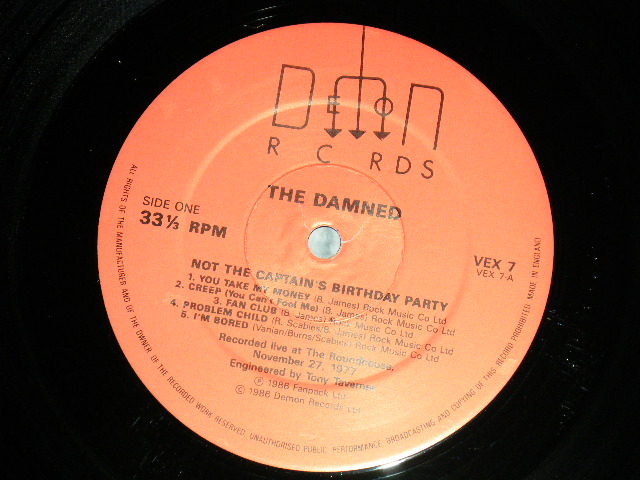 DEMON
RECORDS
THE DAMNED
SIDE ONE
33⅓ RPM
VEX 7
VEX 7-A
NOT THE CAPTAIN'S BIRTHDAY PARTY
1. YOU TAKE MY MONEY (B. James) Rock Music Co Ltd
2. CREEP (You Can't Fool Me) (B. James) Rock Music Co Ltd
3. FAN CLUB (B. James) Rock Music Co Ltd
4. PROBLEM CHILD (R. Scabies/B. James) Rock Music Co Ltd
5. I'M BORED (Vanian/Burns/Scabies) Rock Music Co Ltd
Recorded live at The Roundhouse,
November 27, 1977
Engineered by Tony Taverner
Ⓟ 1986 Fanpack Ltd.
© 1986 Demon Records Ltd
ALL RIGHTS OF THE MANUFACTURER AND OF THE OWNER OF THE RECORDED WORK RESERVED. UNAUTHORISED PUBLIC PERFORMANCE, BROADCASTING AND COPYING OF THIS RECORD PROHIBITED. MADE IN ENGLAND